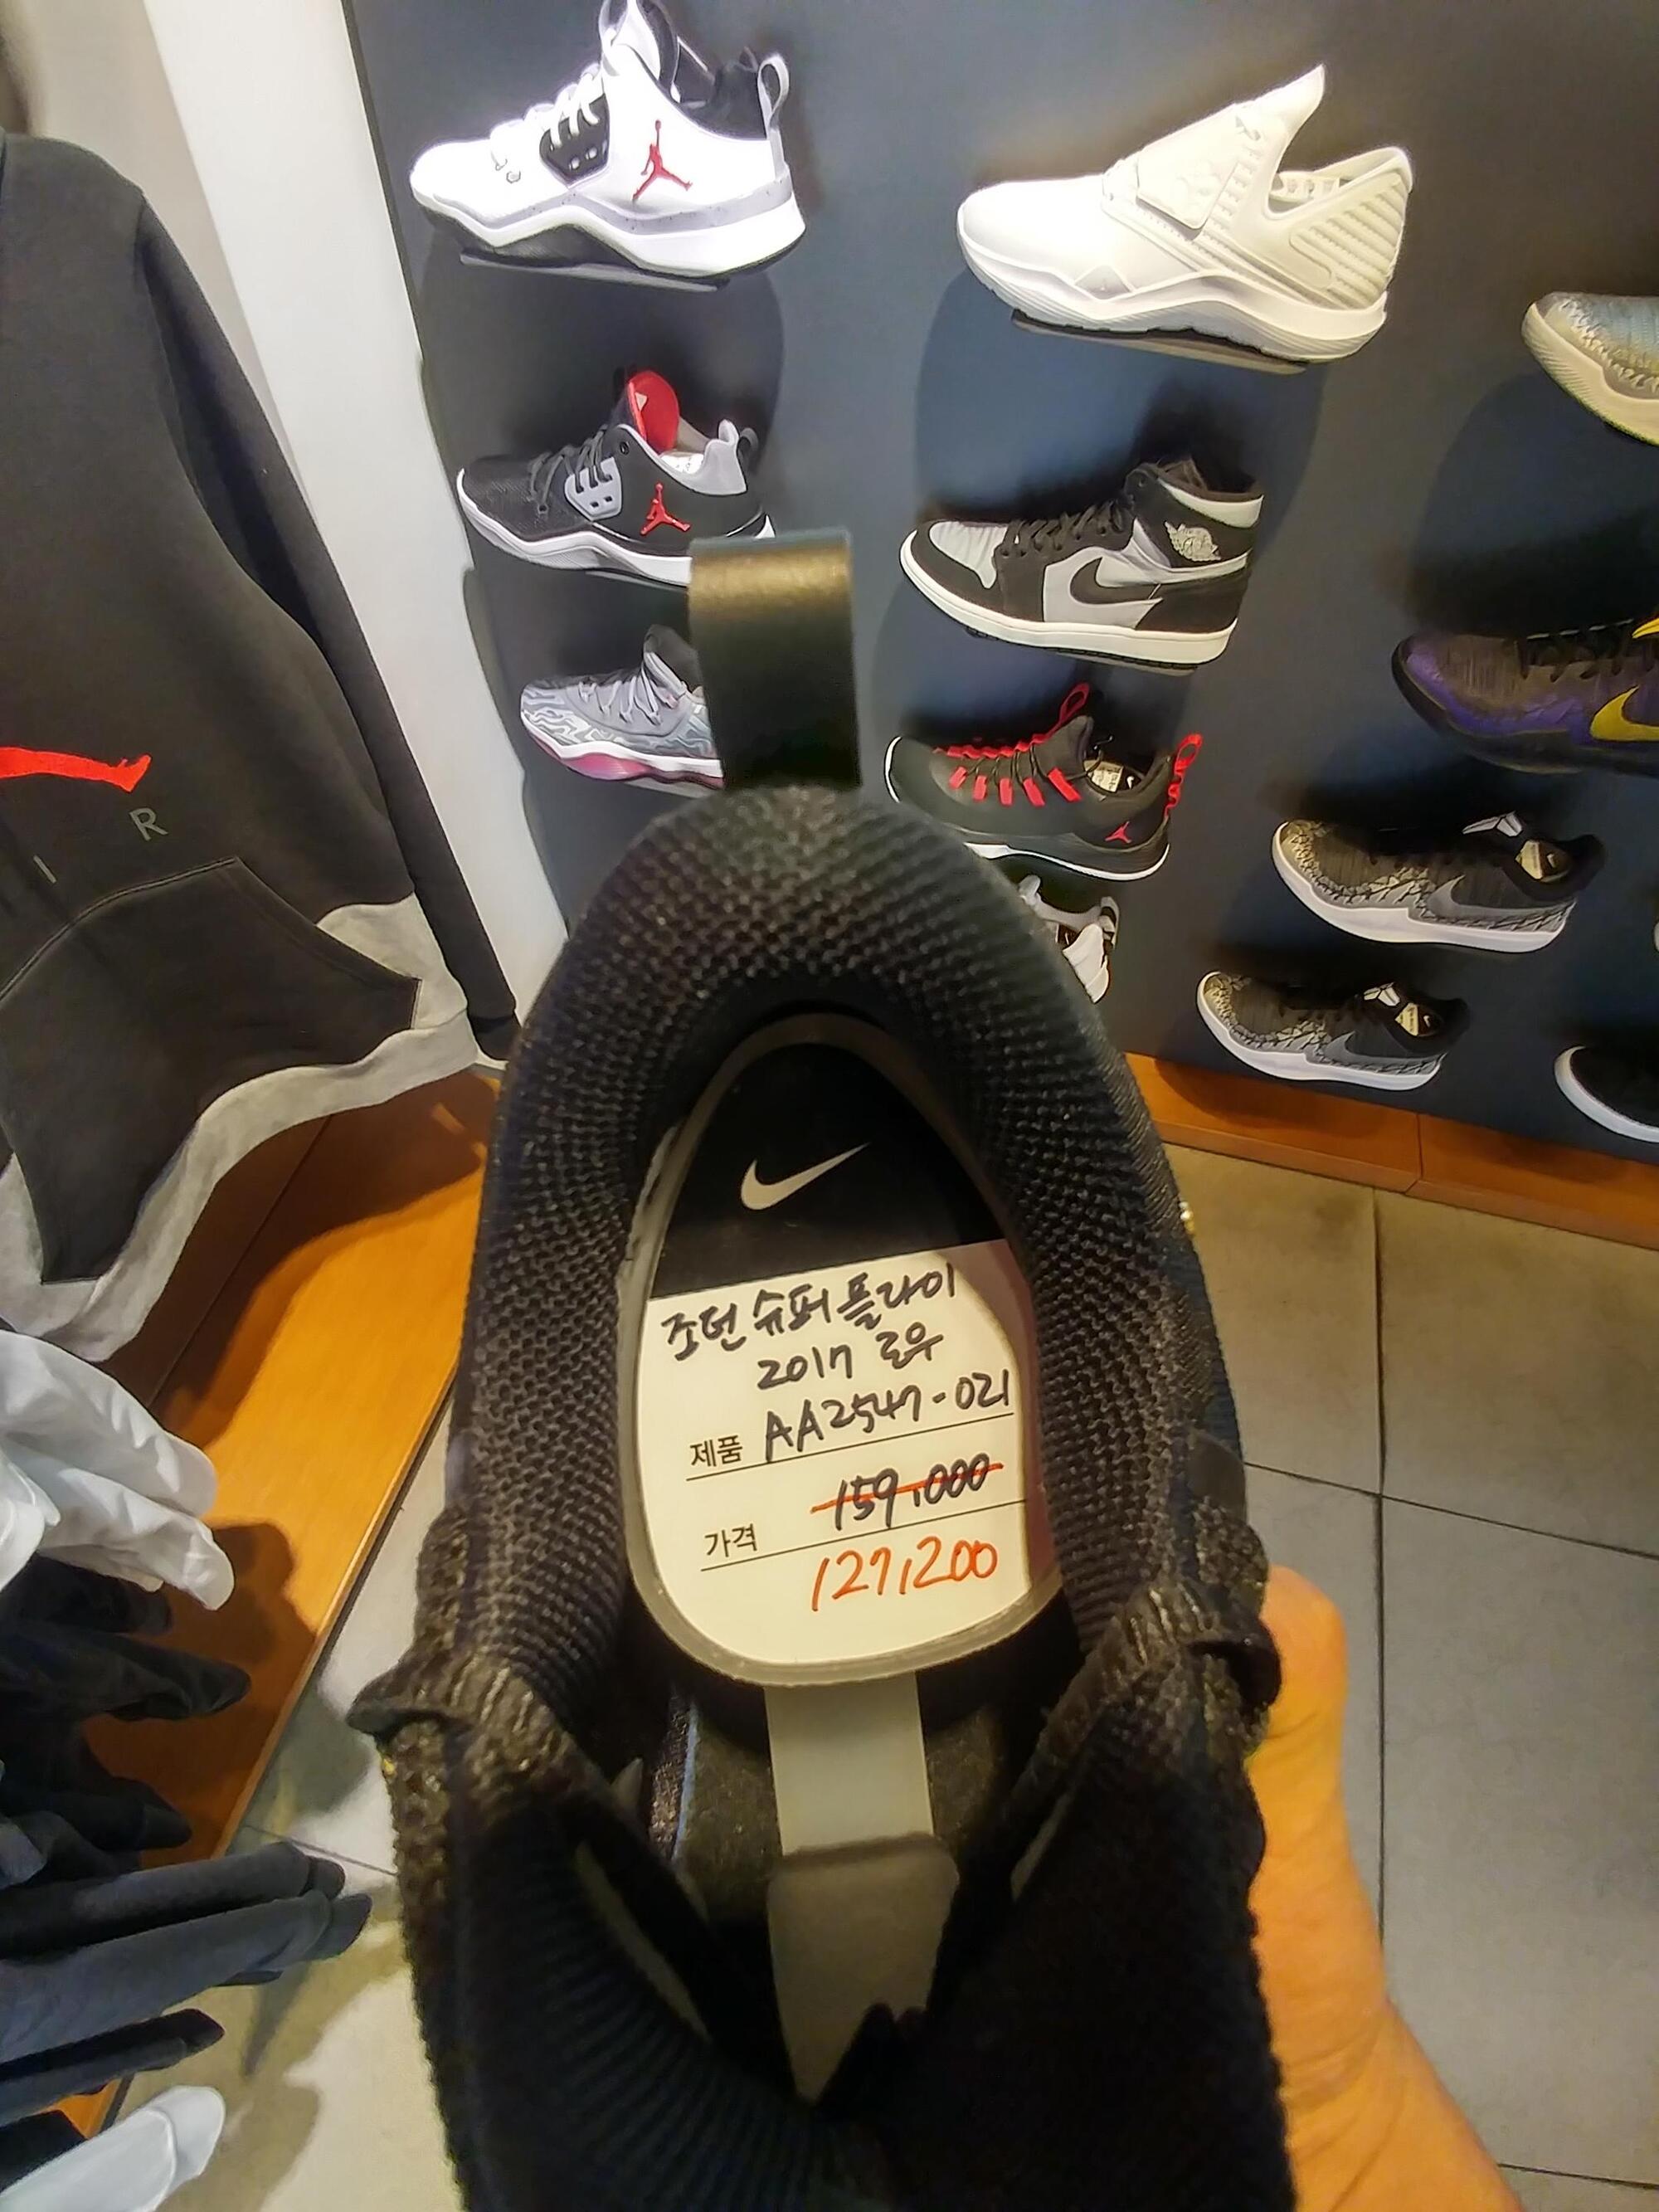 조던 슈퍼플라이
2017 로우
제품 AA2547-021
159,000
가격
127,200
I R